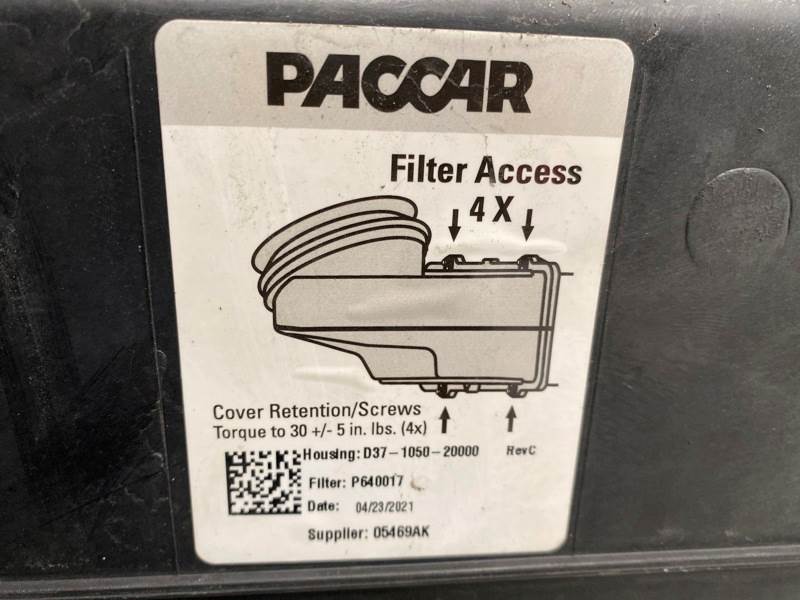 PACCAR
Filter Access
4 X
Cover Retention/Screws
Torque to 30 +/- 5 in. lbs. (4x)
Housing: D37-1050-20000 RevC
Filter: P640017
Date: 04/23/2021
Supplier: 05469AK